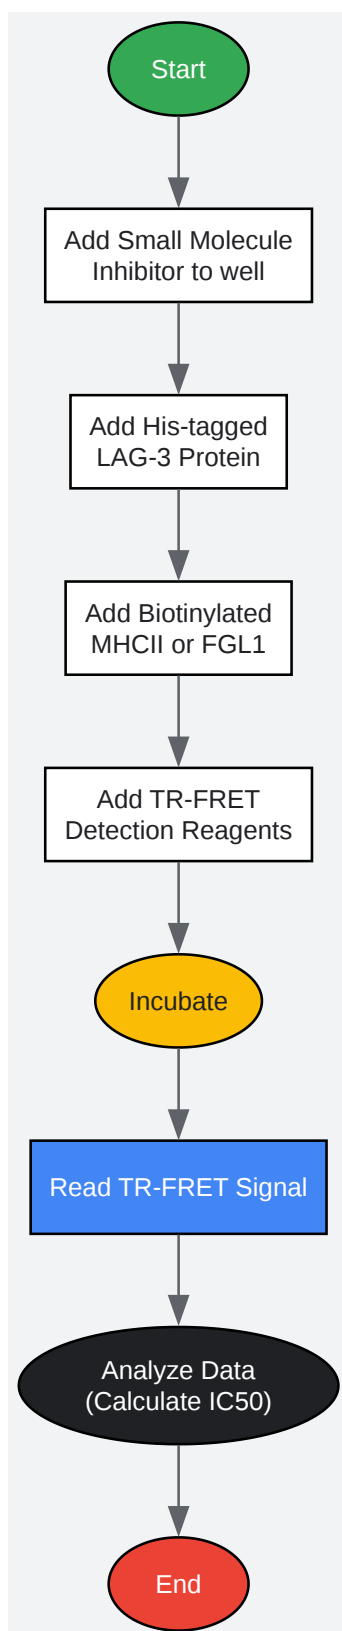 Start
Add Small Molecule
Inhibitor to well
Add His-tagged
LAG-3 Protein
Add Biotinylated
MHCII or FGL1
Add TR-FRET
Detection Reagents
Incubate
Read TR-FRET Signal
Analyze Data
(Calculate IC50)
End